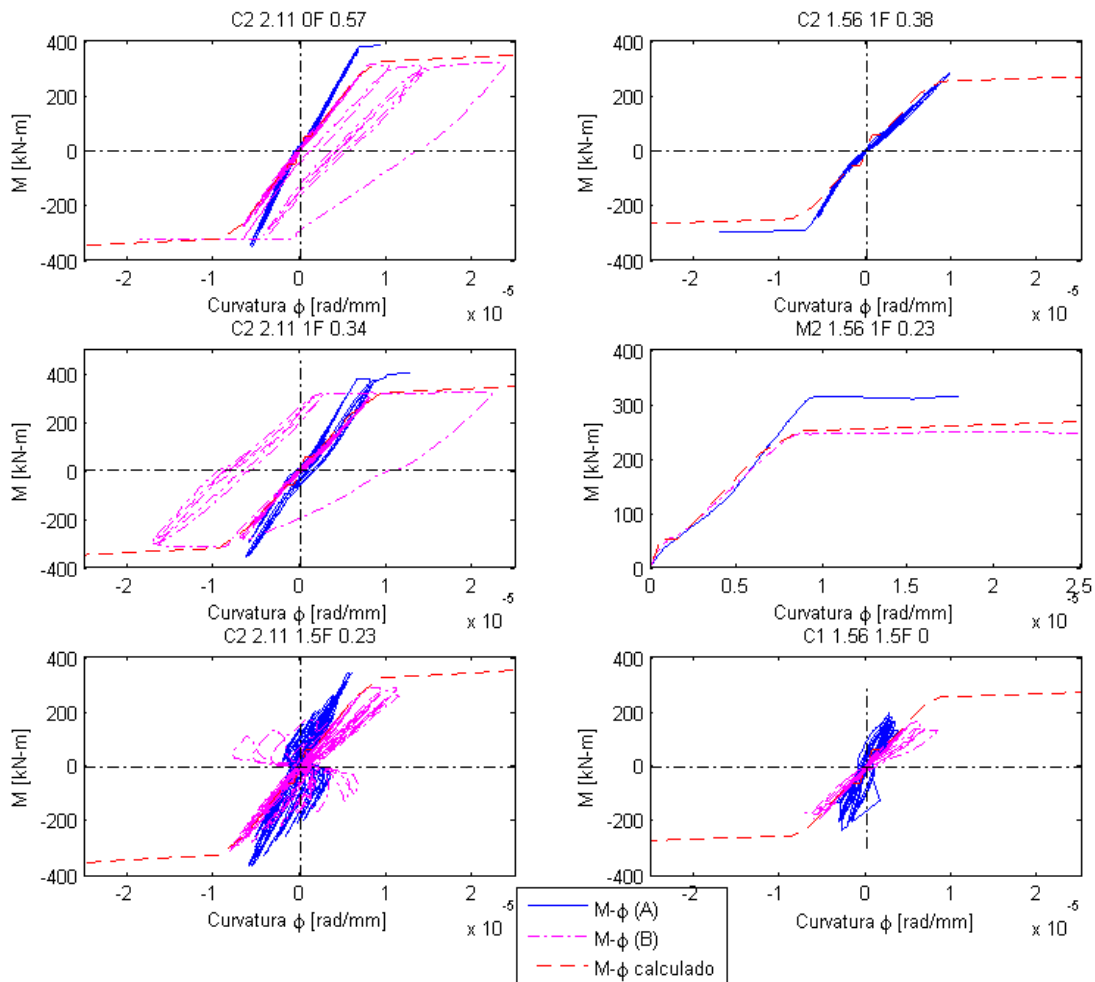 C2 2.11 0F 0.57
400
200
0
-200
-400
M [kN-m]
-2 -1 0 1 2
Curvatura ϕ [rad/mm]
x 10 -5
C2 1.56 1F 0.38
400
200
0
-200
-400
M [kN-m]
-2 -1 0 1 2
Curvatura ϕ [rad/mm]
x 10 -5
C2 2.11 1F 0.34
400
200
0
-200
-400
M [kN-m]
-2 -1 0 1 2
Curvatura ϕ [rad/mm]
x 10 -5
M2 1.56 1F 0.23
400
300
200
100
0
M [kN-m]
0 0.5 1 1.5 2 2.5
Curvatura ϕ [rad/mm]
x 10 -5
C2 2.11 1.5F 0.23
400
200
0
-200
-400
M [kN-m]
-2 -1 0 1 2
Curvatura ϕ [rad/mm]
x 10 -5
C1 1.56 1.5F 0
400
200
0
-200
-400
M [kN-m]
-2 -1 0 1 2
Curvatura ϕ [rad/mm]
x 10 -5
M-ϕ (A)
M-ϕ (B)
M-ϕ calculado